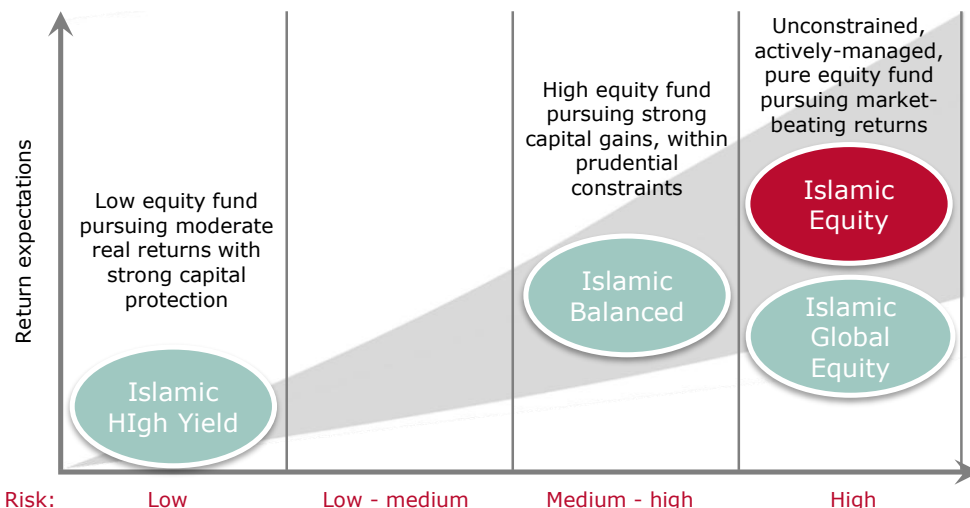 Return expectations
Low equity fund
pursuing moderate
real returns with
strong capital
protection
Islamic
HIgh Yield
High equity fund
pursuing strong
capital gains, within
prudential
constraints
Islamic
Balanced
Unconstrained,
actively-managed,
pure equity fund
pursuing market-
beating returns
Islamic
Equity
Islamic
Global
Equity
Risk:
Low
Low - medium
Medium - high
High